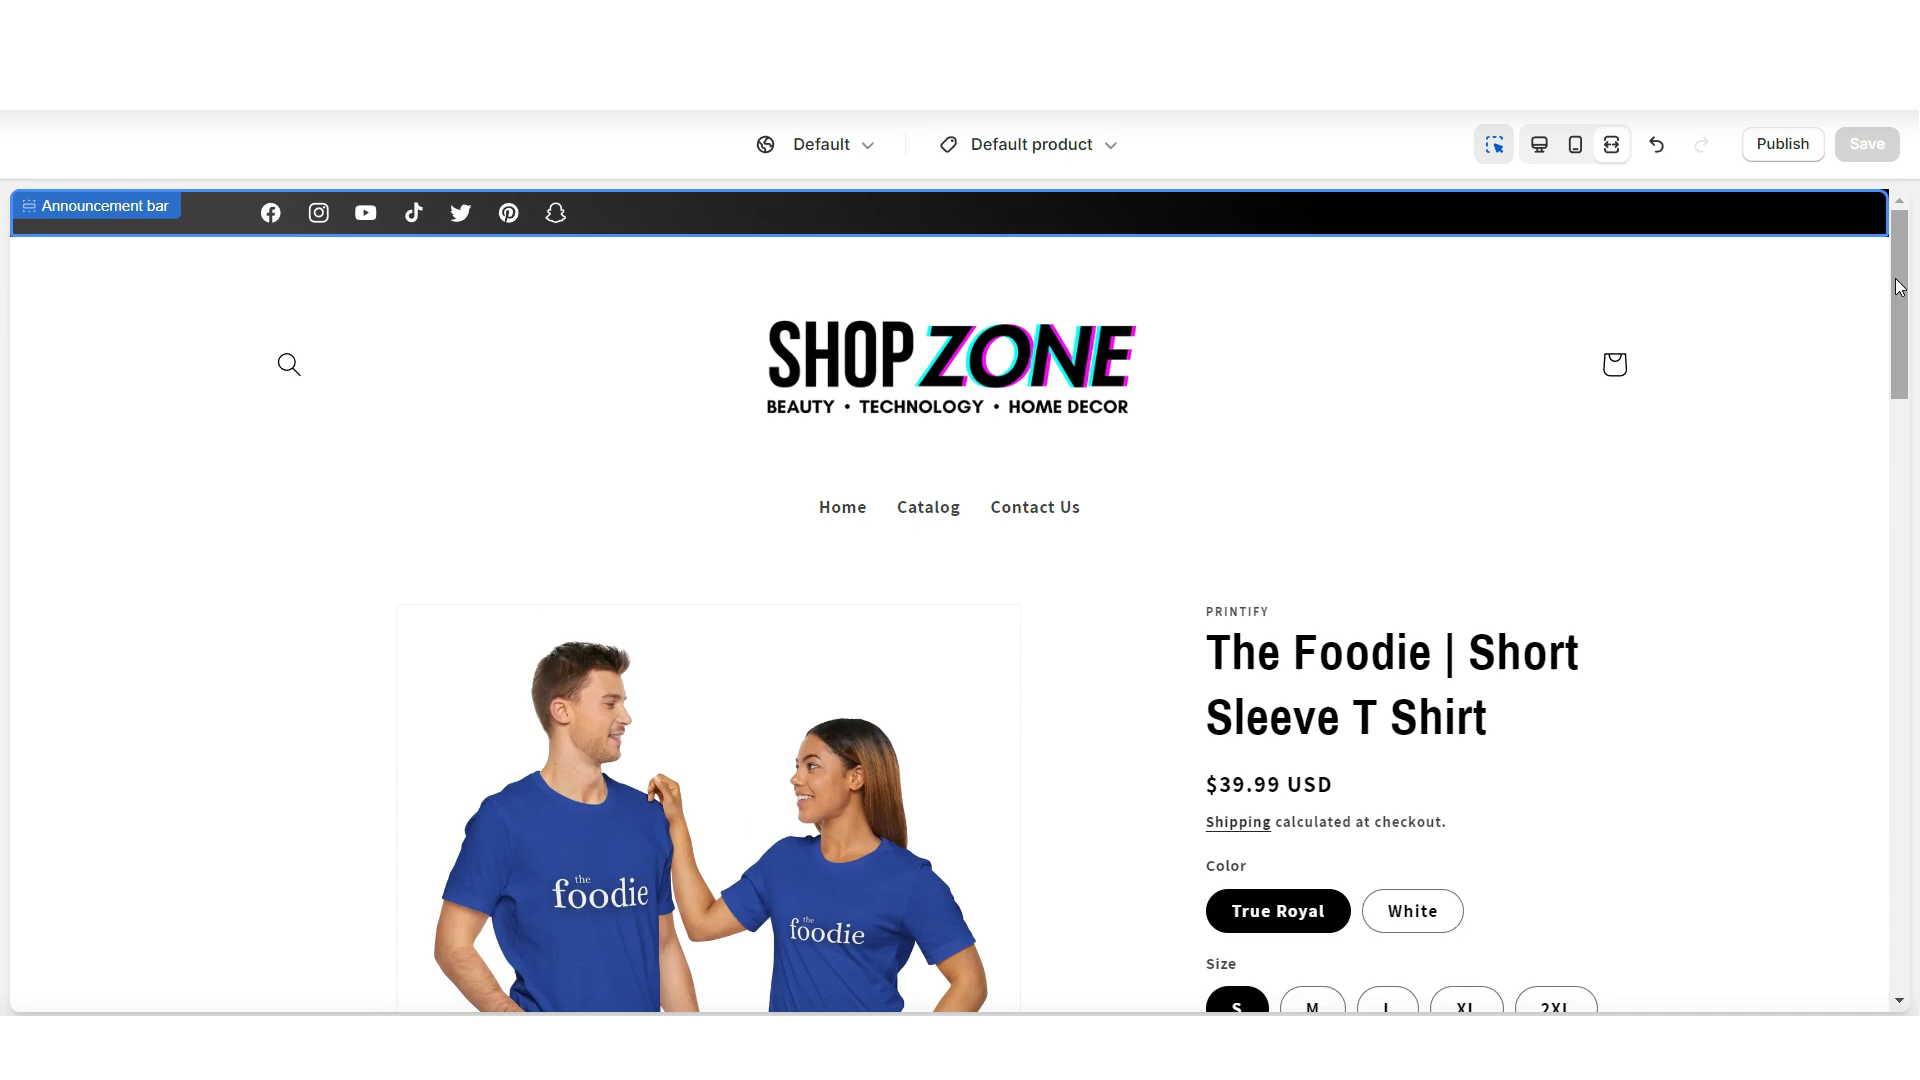 Default
Default product
Publish
Save
Announcement bar
SHOP ZONE
BEAUTY • TECHNOLOGY • HOME DECOR
Home
Catalog
Contact Us
PRINTIFY
The Foodie | Short
Sleeve T Shirt
$39.99 USD
Shipping calculated at checkout.
Color
True Royal
White
Size
S
M
L
XL
2XL
the
foodie
the
foodie